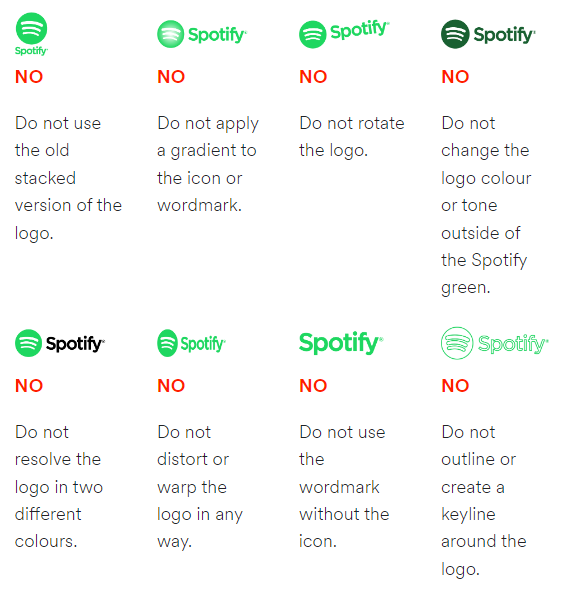 Spotify®
NO
Do not use
the old
stacked
version of the
logo.
Spotify®
NO
Do not apply
a gradient to
the icon or
wordmark.
Spotify®
NO
Do not rotate
the logo.
Spotify®
NO
Do not
change the
logo colour
or tone
outside of
the Spotify
green.
Spotify®
NO
Do not
resolve the
logo in two
different
colours.
Spotify®
NO
Do not
distort or
warp the
logo in any
way.
Spotify®
NO
Do not use
the
wordmark
without the
icon.
Spotify®
NO
Do not
outline or
create a
keyline
around the
logo.